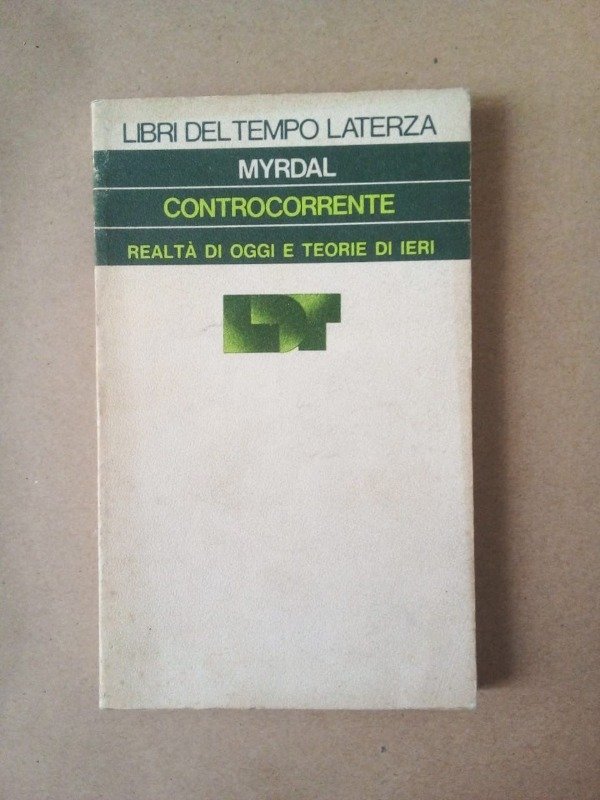 LIBRI DEL TEMPO LATERZA
MYRDAL
CONTROCORRENTE
REALTÀ DI OGGI E TEORIE DI IERI
LDT